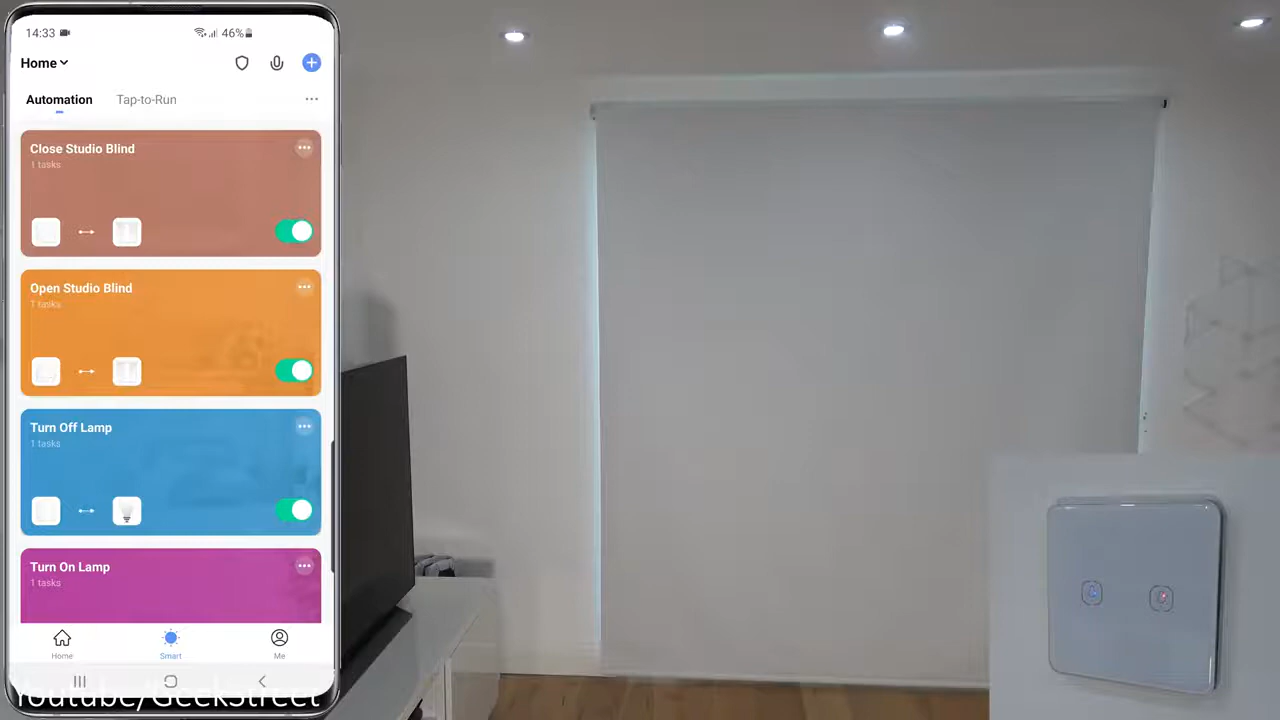 14:33 46%
Home
Automation Tap-to-Run
Close Studio Blind
1 tasks
Open Studio Blind
1 tasks
Turn Off Lamp
1 tasks
Turn On Lamp
1 tasks
Home Smart Me
Youtube/GeekStreet